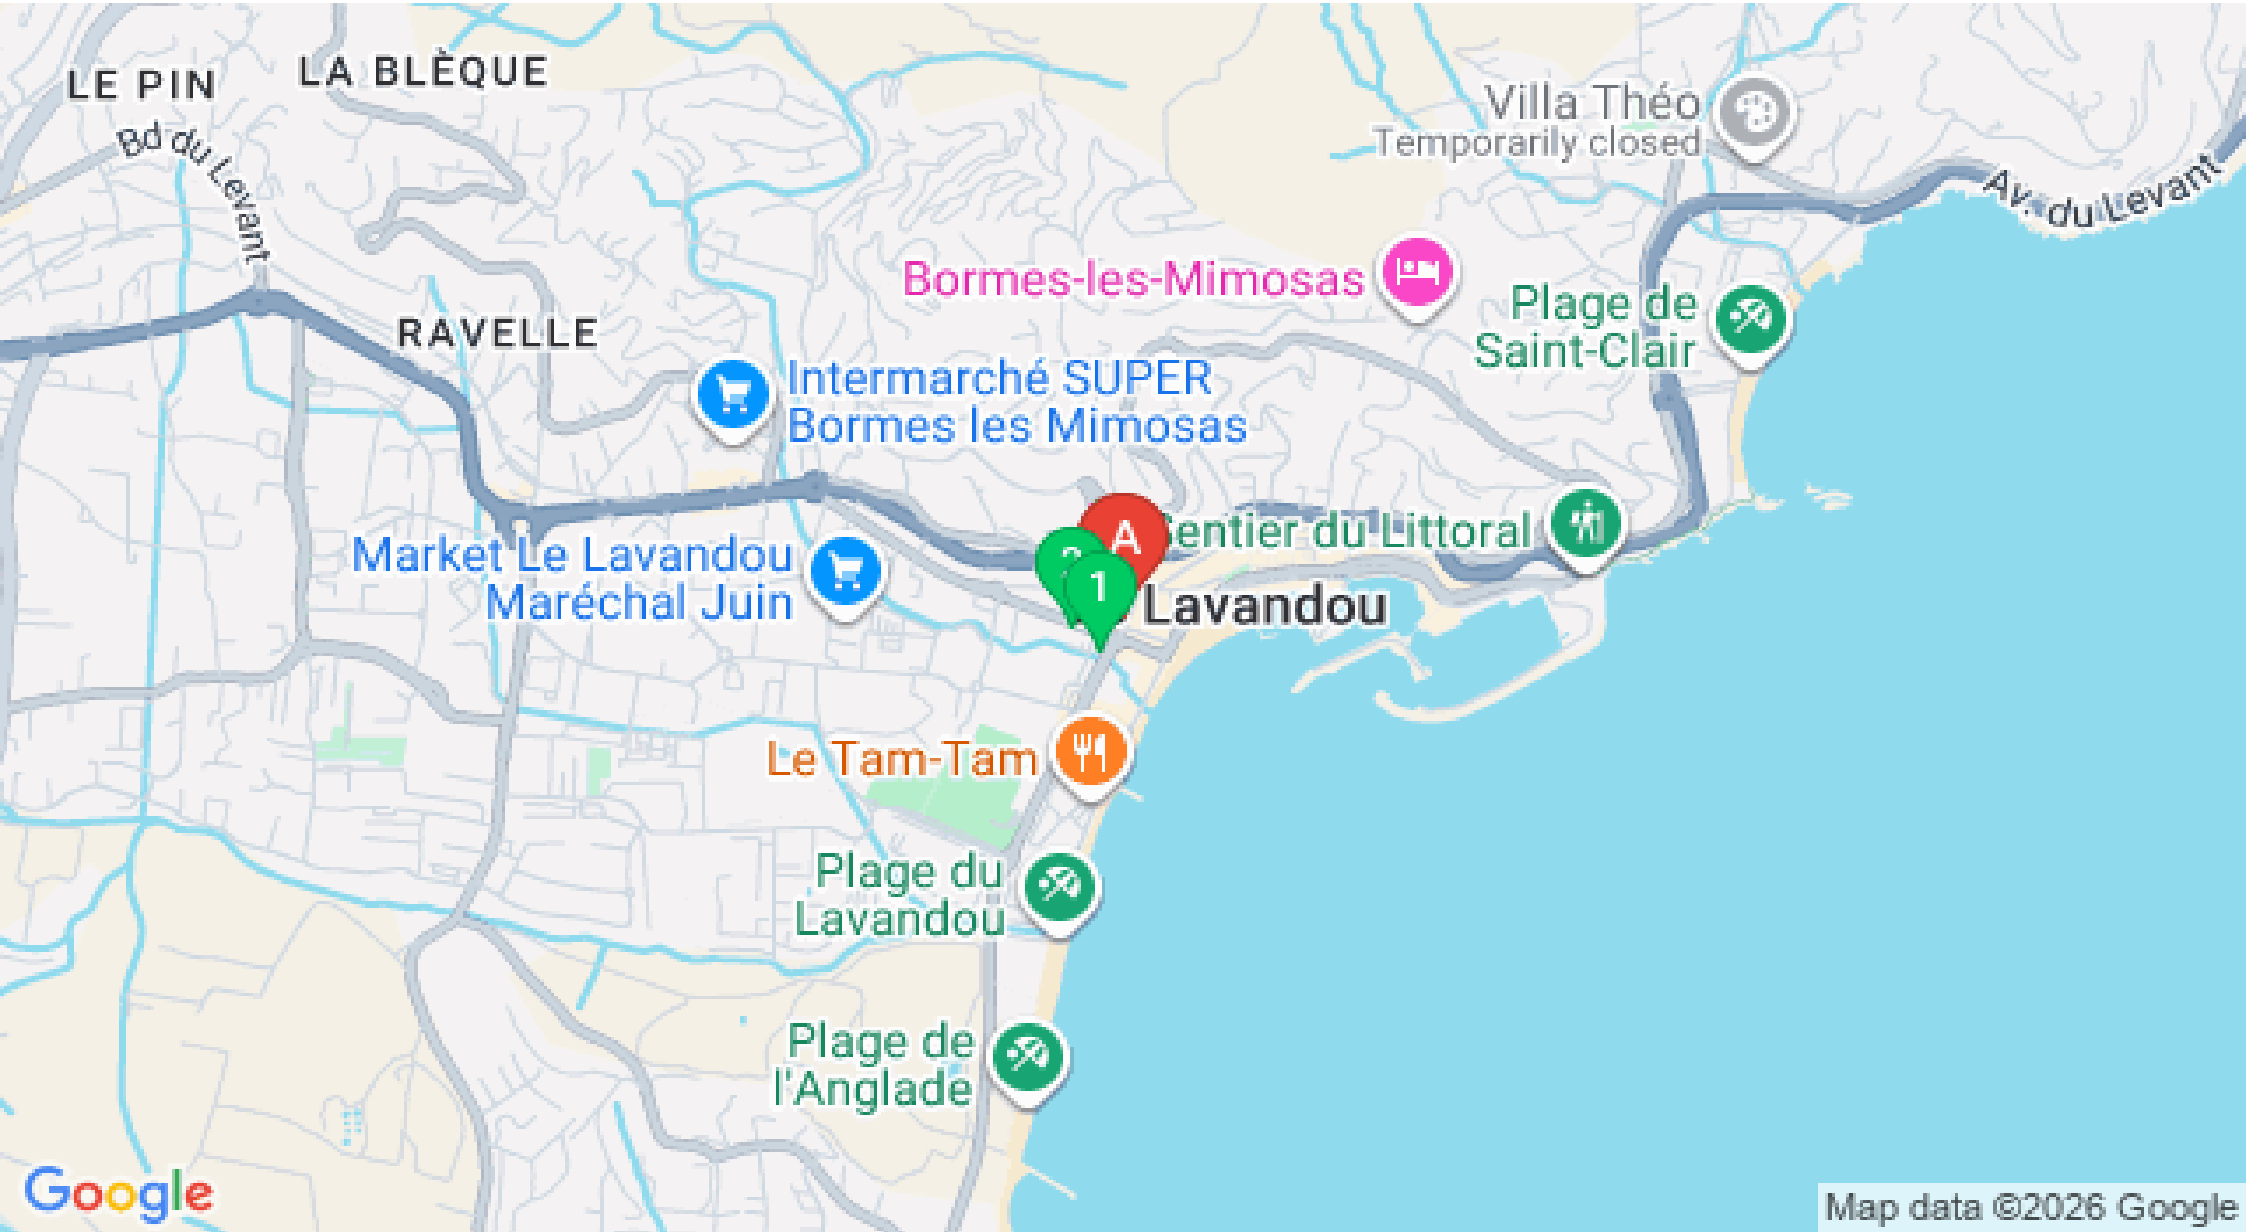 LE PIN
LA BLÈQUE
Bd du Levant
Villa Théo
Temporarily closed
Av. du Levant
Bormes-les-Mimosas
Plage de
Saint-Clair
RAVELLE
Intermarché SUPER
Bormes les Mimosas
A
Sentier du Littoral
Market Le Lavandou
Maréchal Juin
2
1
Lavandou
Le Tam-Tam
Plage du
Lavandou
Plage de
l'Anglade
Google
Map data ©2026 Google